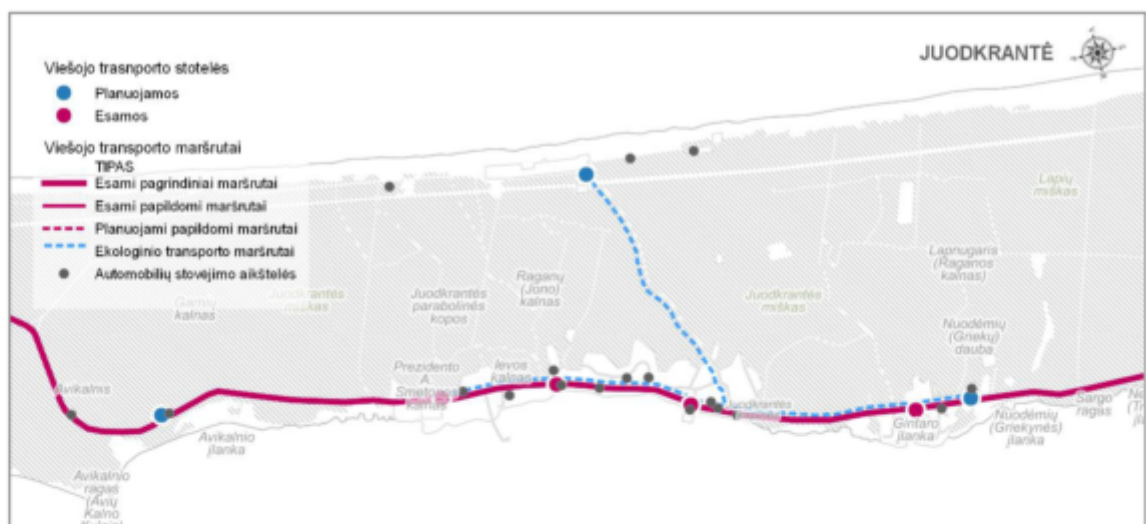 JUODKRANTĖ
Viešojo trasnporto stotelės
Planuojamos
Esamos
Viešojo transporto maršrutai
TIPAS
Esami pagrindiniai maršrutai
Esami papildomi maršrutai
Planuojami papildomi maršrutai
Ekologinio transporto maršrutai
Automobilių stovėjimo aikštelės
Lapių
miškas
Lapnugaris
(Raganos
kalnas)
Raganų
(Jono)
kalnas
Garnių
kalnas
Juodkrantės
miškas
Juodkrantės
parabolinės
kopos
Juodkrantės
miškas
Nuodėmių
(Griekų)
dauba
Prezidento
A.
Smetonos
kalnas
Ievos
kalnas
Avikalnis
Juodkrantės
Gintaro
įlanka
Nuodėmių
(Griekynės)
įlanka
Sargo
ragas
Avikalnio
įlanka
Avikalnio
ragas
(Avių
Kalno